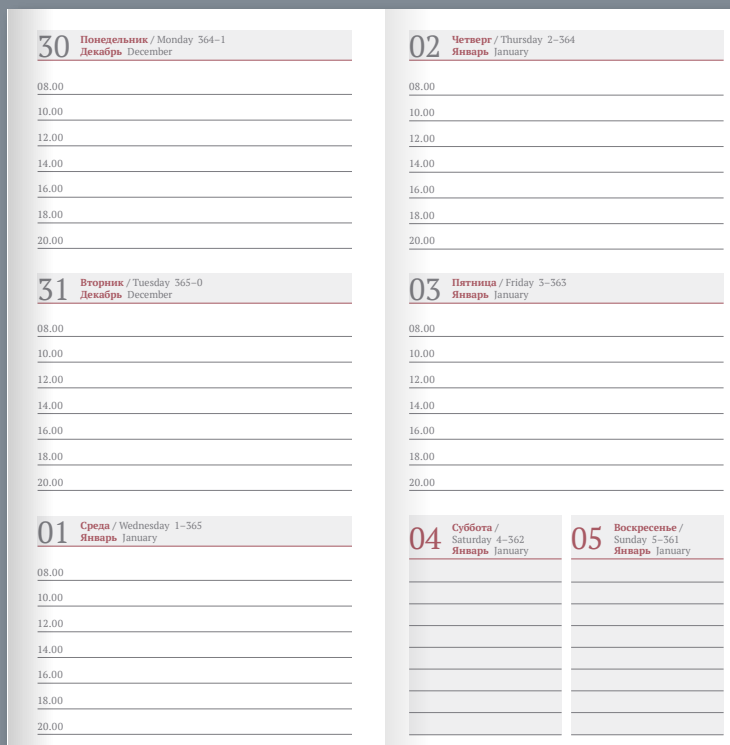 30 Понедельник / Monday 364–1
Декабрь December
08.00
10.00
12.00
14.00
16.00
18.00
20.00
31 Вторник / Tuesday 365–0
Декабрь December
08.00
10.00
12.00
14.00
16.00
18.00
20.00
01 Среда / Wednesday 1–365
Январь January
08.00
10.00
12.00
14.00
16.00
18.00
20.00
02 Четверг / Thursday 2–364
Январь January
08.00
10.00
12.00
14.00
16.00
18.00
20.00
03 Пятница / Friday 3–363
Январь January
08.00
10.00
12.00
14.00
16.00
18.00
20.00
04 Суббота /
Saturday 4–362
Январь January
05 Воскресенье /
Sunday 5–361
Январь January